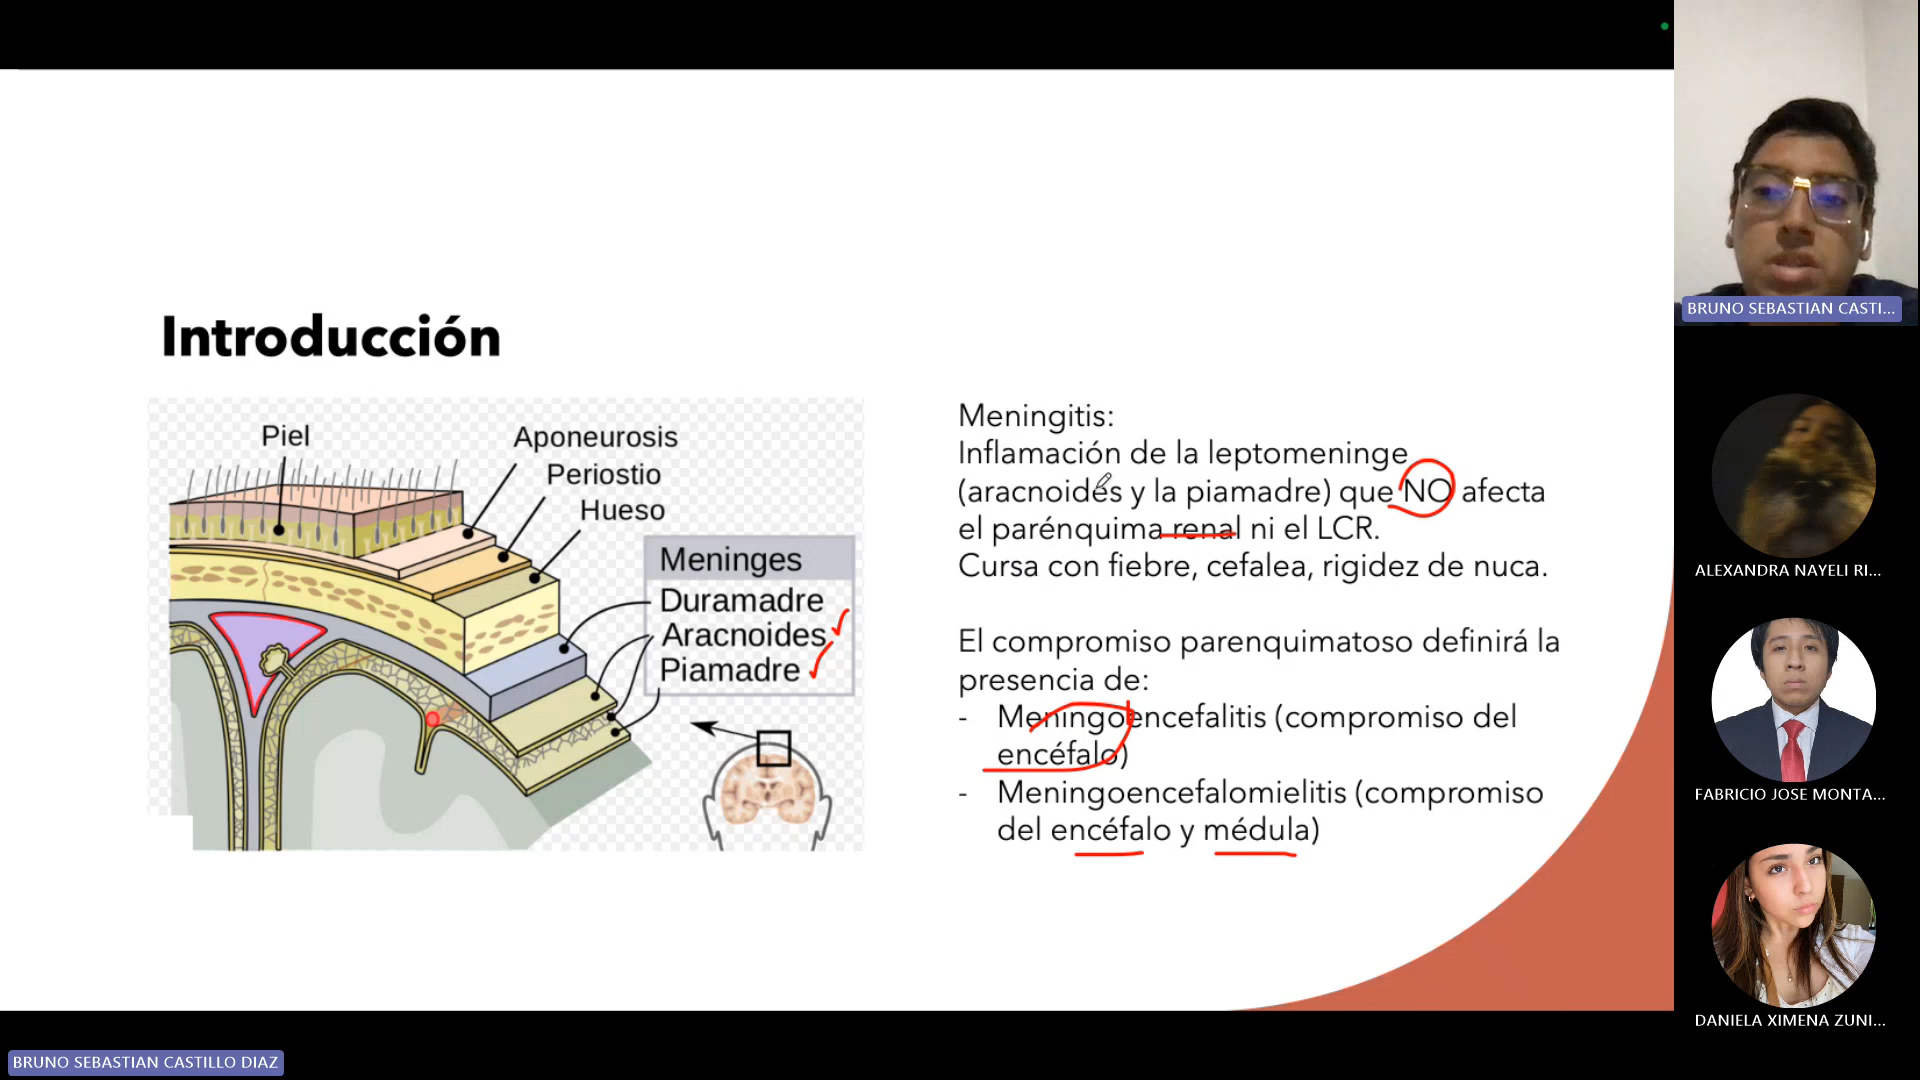 Introducción
Piel
Aponeurosis
Periostio
Hueso
Meninges
Duramadre
Aracnoides
Piamadre
Meningitis:
Inflamación de la leptomeninge
(aracnoides y la piamadre) que NO afecta
el parénquima renal ni el LCR.
Cursa con fiebre, cefalea, rigidez de nuca.
El compromiso parenquimatoso definirá la
presencia de:
- Meningoencefalitis (compromiso del
encéfalo)
- Meningoencefalomielitis (compromiso
del encéfalo y médula)
BRUNO SEBASTIAN CASTI...
ALEXANDRA NAYELI RI...
FABRICIO JOSE MONTA...
DANIELA XIMENA ZUNI...
BRUNO SEBASTIAN CASTILLO DIAZ